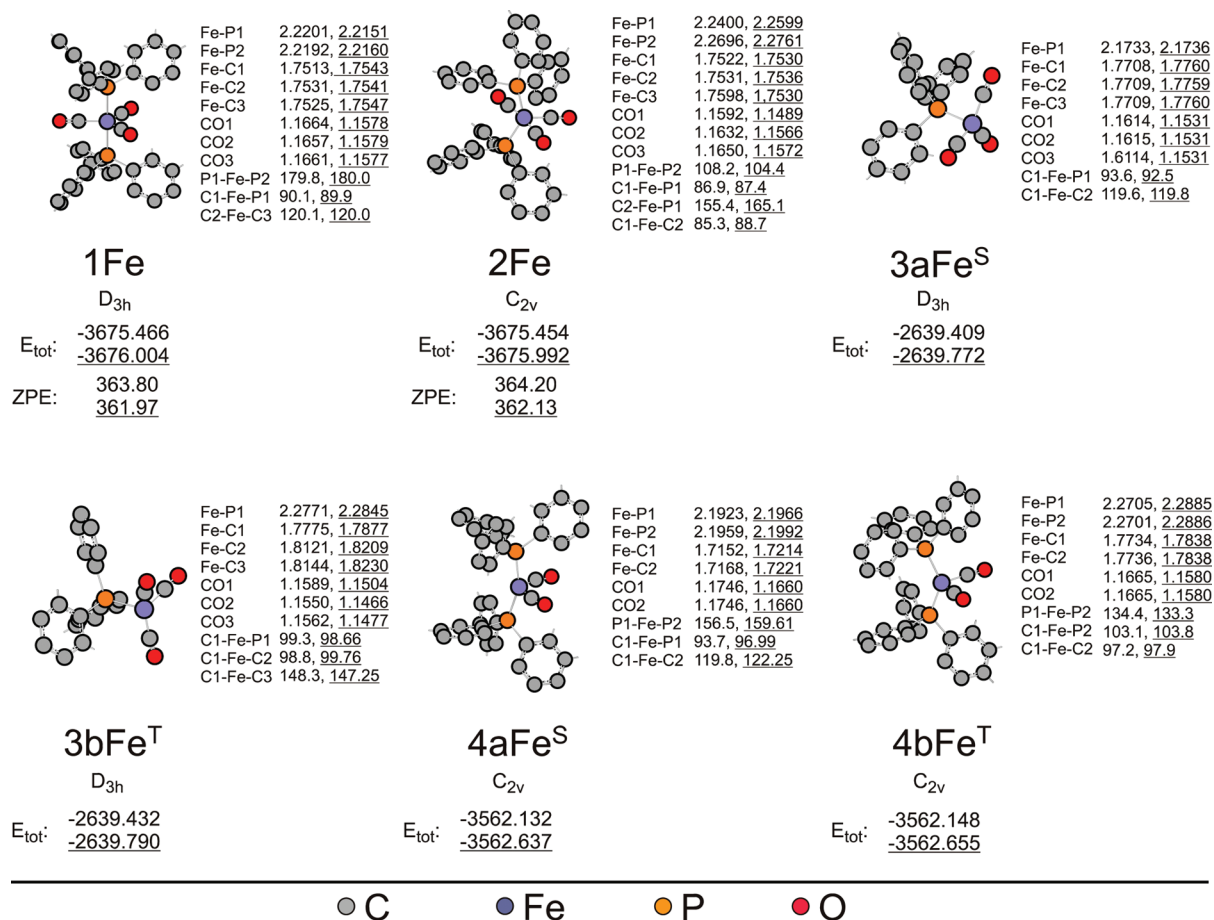 Fe-P1 2.2201, 2.2151
Fe-P2 2.2192, 2.2160
Fe-C1 1.7513, 1.7543
Fe-C2 1.7531, 1.7541
Fe-C3 1.7525, 1.7547
CO1 1.1664, 1.1578
CO2 1.1657, 1.1579
CO3 1.1661, 1.1577
P1-Fe-P2 179.8, 180.0
C1-Fe-P1 90.1, 89.9
C2-Fe-C3 120.1, 120.0
1Fe
D3h
Etot: -3675.466
-3676.004
ZPE: 363.80
361.97
Fe-P1 2.2400, 2.2599
Fe-P2 2.2696, 2.2761
Fe-C1 1.7522, 1.7530
Fe-C2 1.7531, 1.7536
Fe-C3 1.7598, 1.7530
CO1 1.1592, 1.1489
CO2 1.1632, 1.1566
CO3 1.1650, 1.1572
P1-Fe-P2 108.2, 104.4
C1-Fe-P1 86.9, 87.4
C2-Fe-P1 155.4, 165.1
C1-Fe-C2 85.3, 88.7
2Fe
C2v
Etot: -3675.454
-3675.992
ZPE: 364.20
362.13
Fe-P1 2.1733, 2.1736
Fe-C1 1.7708, 1.7760
Fe-C2 1.7709, 1.7759
Fe-C3 1.7709, 1.7760
CO1 1.1614, 1.1531
CO2 1.1615, 1.1531
CO3 1.6114, 1.1531
C1-Fe-P1 93.6, 92.5
C1-Fe-C2 119.6, 119.8
3aFeS
D3h
Etot: -2639.409
-2639.772
Fe-P1 2.2771, 2.2845
Fe-C1 1.7775, 1.7877
Fe-C2 1.8121, 1.8209
Fe-C3 1.8144, 1.8230
CO1 1.1589, 1.1504
CO2 1.1550, 1.1466
CO3 1.1562, 1.1477
C1-Fe-P1 99.3, 98.66
C1-Fe-C2 98.8, 99.76
C1-Fe-C3 148.3, 147.25
3bFeT
D3h
Etot: -2639.432
-2639.790
Fe-P1 2.1923, 2.1966
Fe-P2 2.1959, 2.1992
Fe-C1 1.7152, 1.7214
Fe-C2 1.7168, 1.7221
CO1 1.1746, 1.1660
CO2 1.1746, 1.1660
P1-Fe-P2 156.5, 159.61
C1-Fe-P1 93.7, 96.99
C1-Fe-C2 119.8, 122.25
4aFeS
C2v
Etot: -3562.132
-3562.637
Fe-P1 2.2705, 2.2885
Fe-P2 2.2701, 2.2886
Fe-C1 1.7734, 1.7838
Fe-C2 1.7736, 1.7838
CO1 1.1665, 1.1580
CO2 1.1665, 1.1580
P1-Fe-P2 134.4, 133.3
C1-Fe-P2 103.1, 103.8
C1-Fe-C2 97.2, 97.9
4bFeT
C2v
Etot: -3562.148
-3562.655
C Fe P O